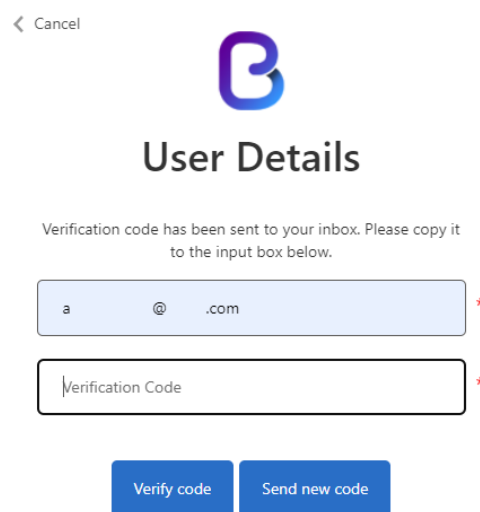 Cancel
User Details
Verification code has been sent to your inbox. Please copy it
to the input box below.
a @ .com
*
Verification Code
*
Verify code Send new code